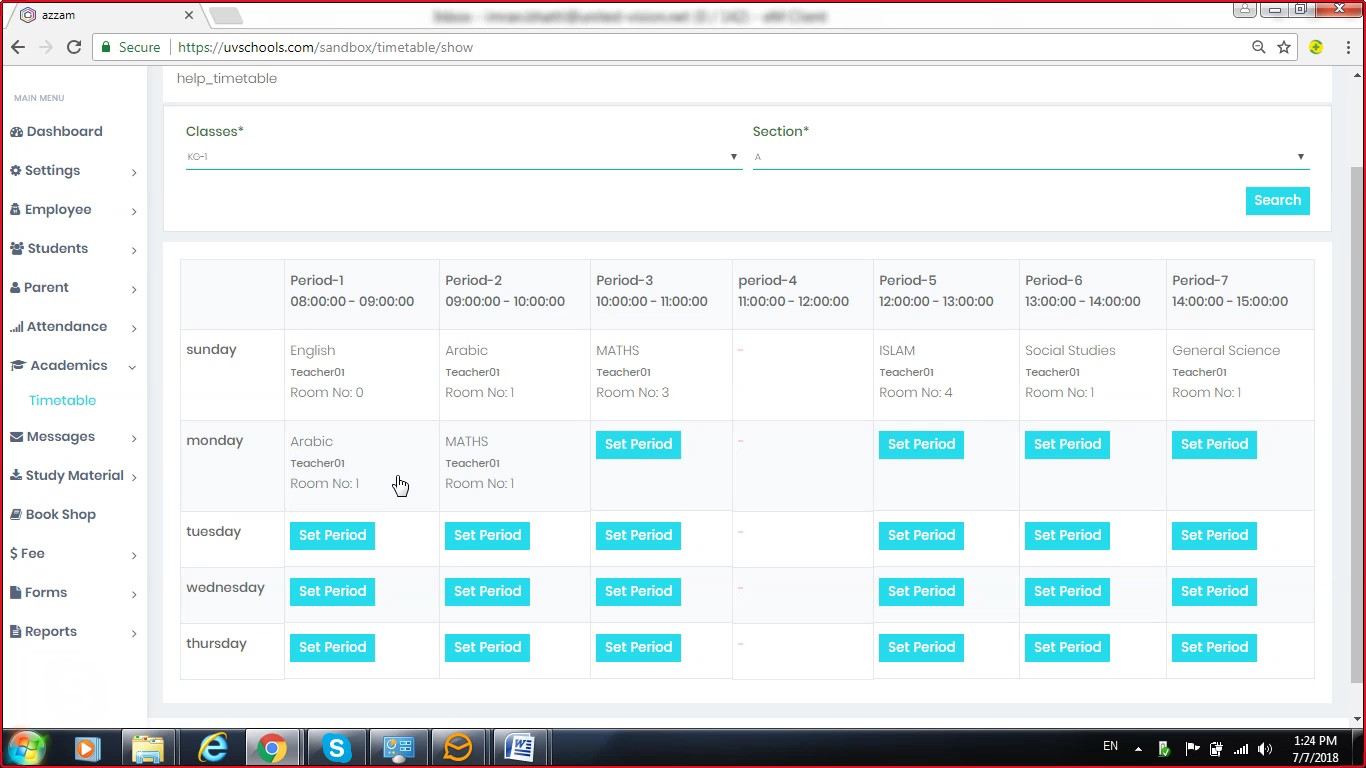 azzam
Secure https://uvschools.com/sandbox/timetable/show
help_timetable
MAIN MENU
Dashboard
Settings
Employee
Students
Parent
Attendance
Academics
Timetable
Messages
Study Material
Book Shop
$ Fee
Forms
Reports
Classes* Section*
KG-1 A
Search
Period-1 Period-2 Period-3 period-4 Period-5 Period-6 Period-7
08:00:00 - 09:00:00 09:00:00 - 10:00:00 10:00:00 - 11:00:00 11:00:00 - 12:00:00 12:00:00 - 13:00:00 13:00:00 - 14:00:00 14:00:00 - 15:00:00
sunday English Arabic MATHS - ISLAM Social Studies General Science
Teacher01 Teacher01 Teacher01 Teacher01 Teacher01 Teacher01
Room No: 0 Room No: 1 Room No: 3 Room No: 4 Room No: 1 Room No: 1
monday Arabic MATHS Set Period - Set Period Set Period Set Period
Teacher01 Teacher01
Room No: 1 Room No: 1
tuesday Set Period Set Period Set Period - Set Period Set Period Set Period
wednesday Set Period Set Period Set Period - Set Period Set Period Set Period
thursday Set Period Set Period Set Period - Set Period Set Period Set Period
EN 1:24 PM
7/7/2018